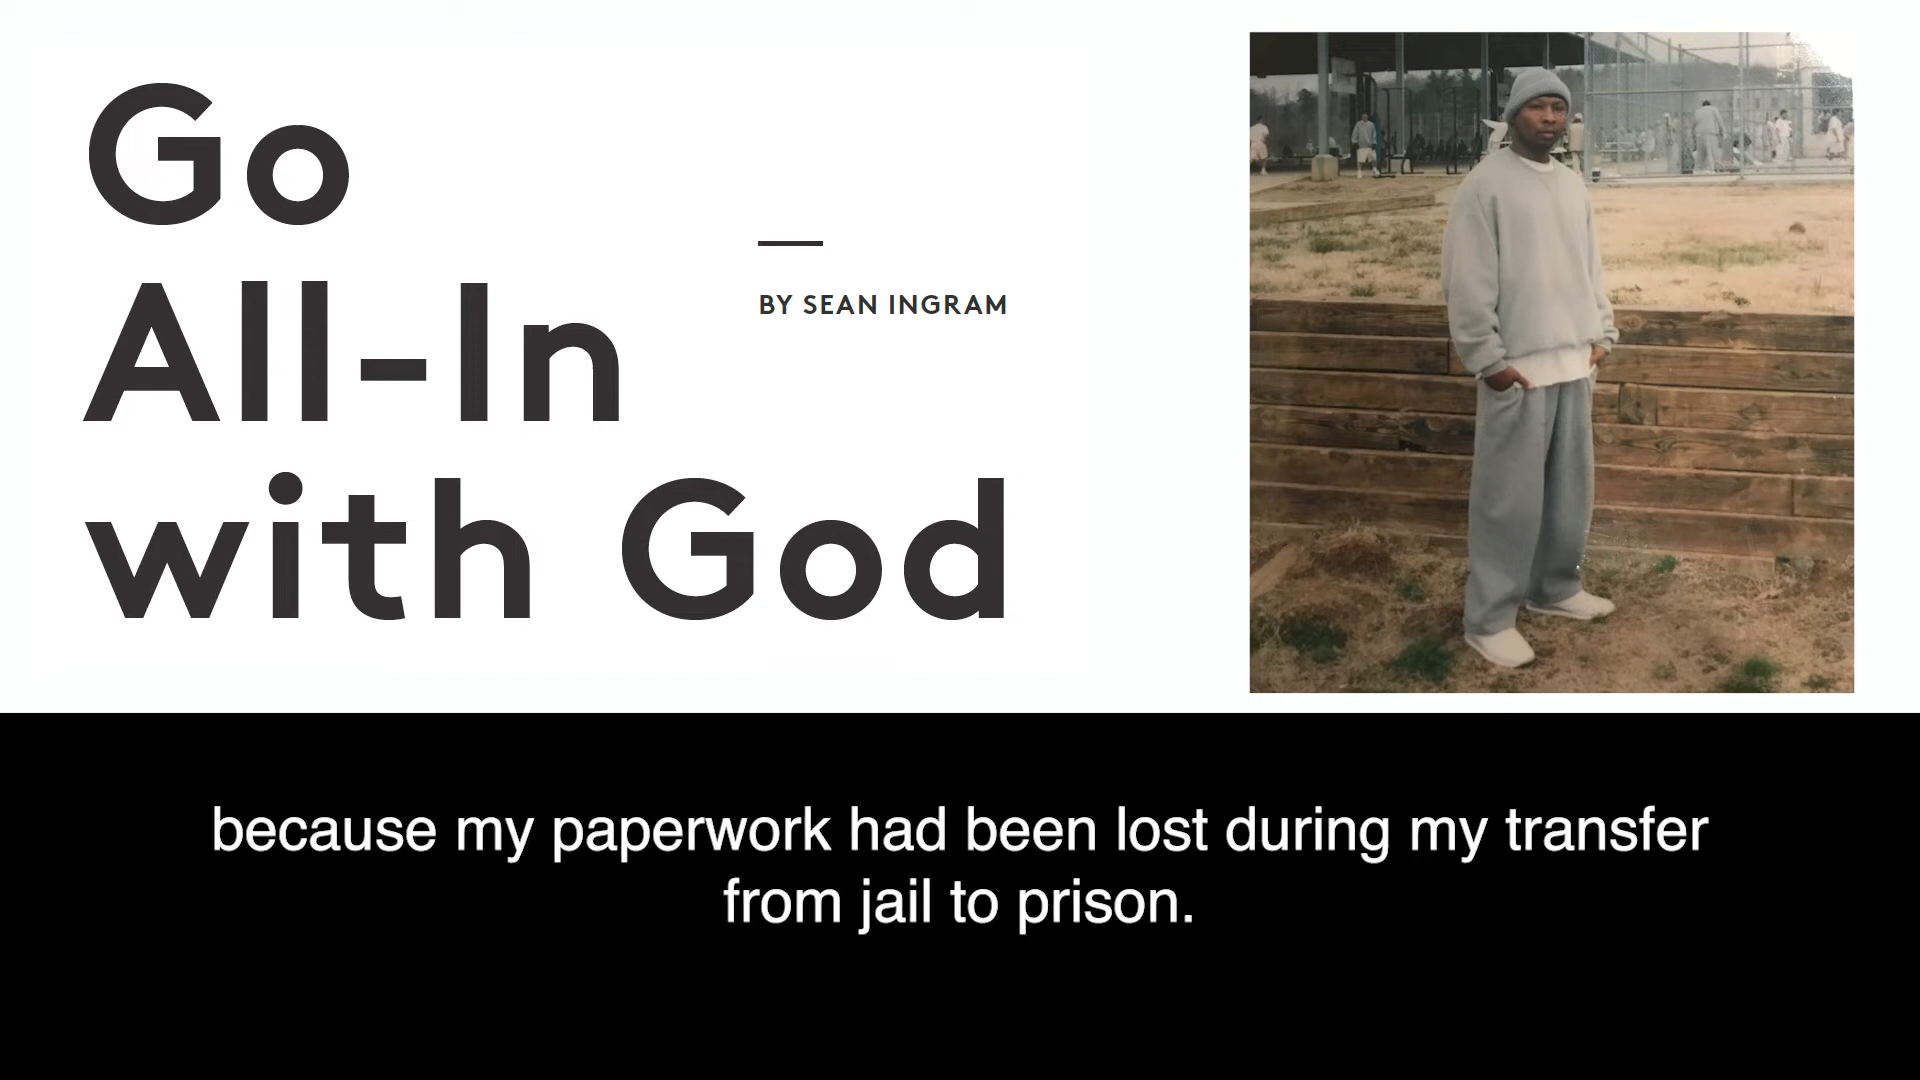 Go
All-In
with God
BY SEAN INGRAM
because my paperwork had been lost during my transfer
from jail to prison.